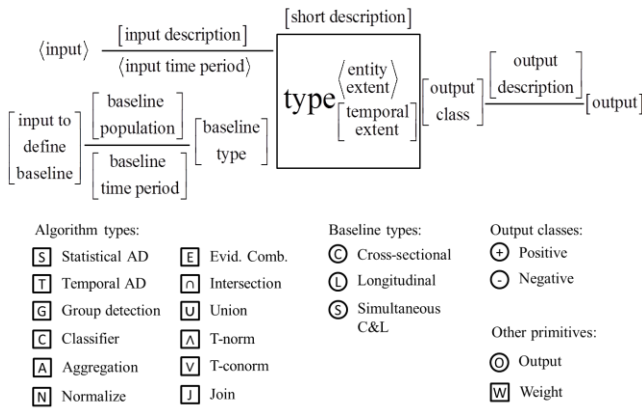 [short description]
⟨input⟩ [input description]
⟨input time period⟩
type ⟨entity extent⟩
[temporal extent]
[output class]
[output description]
[output]
[input to define baseline]
[baseline population]
[baseline time period]
[baseline type]
Algorithm types:
S Statistical AD
T Temporal AD
G Group detection
C Classifier
A Aggregation
N Normalize
E Evid. Comb.
∩ Intersection
∪ Union
∧ T-norm
∨ T-conorm
J Join
Baseline types:
C Cross-sectional
L Longitudinal
S Simultaneous
C&L
Output classes:
+ Positive
- Negative
Other primitives:
O Output
W Weight